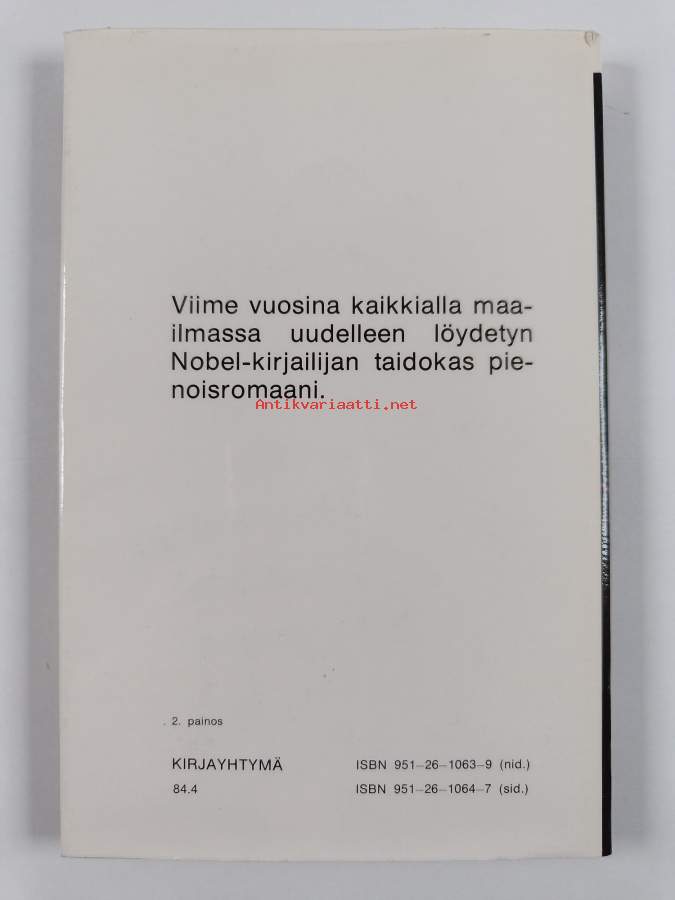 Viime vuosina kaikkialla maa-
ilmassa uudelleen löydetyn
Nobel-kirjailijan taidokas pie-
noisromaani.
Antikvariaatti.net
2. painos
KIRJAYHTYMÄ
84.4
ISBN 951-26-1063-9 (nid.)
ISBN 951-26-1064-7 (sid.)